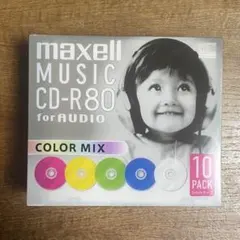 maxell
MUSIC
CD-R80
for AUDIO
COLOR MIX
10
PACK